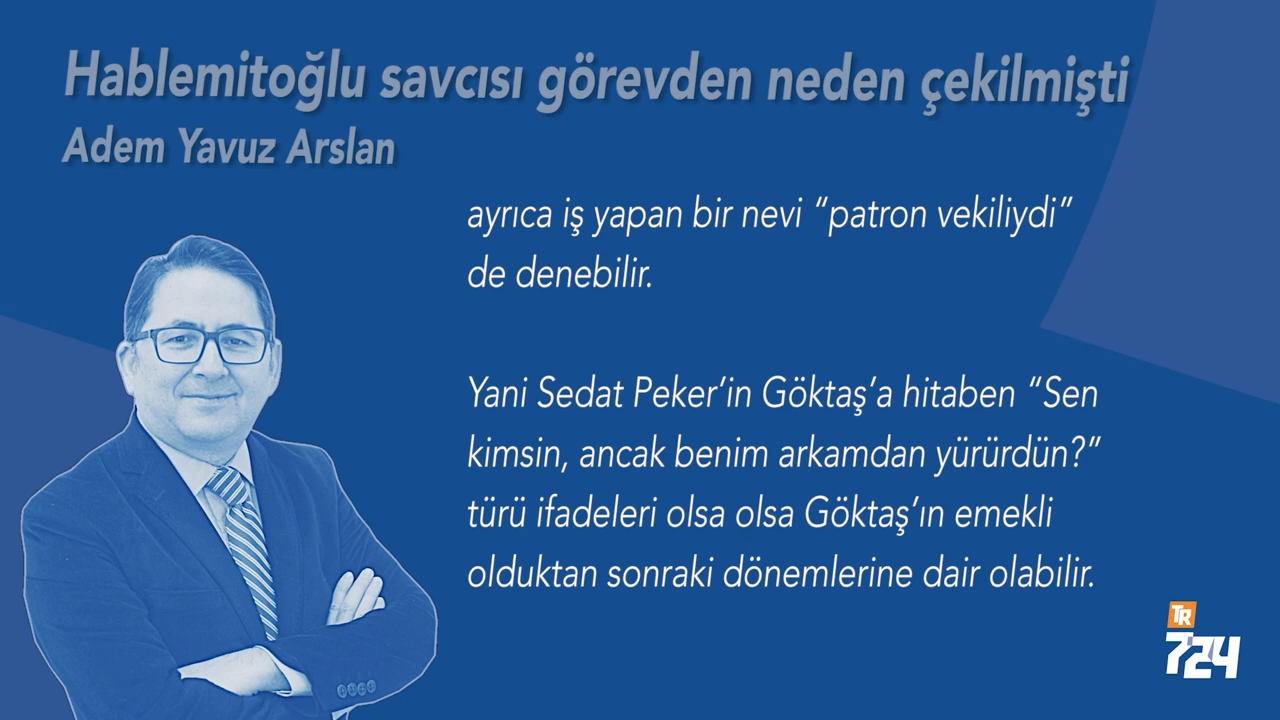 Hablemitoğlu savcısı görevden neden çekilmişti
Adem Yavuz Arslan
ayrıca iş yapan bir nevi “patron vekiliydi”
de denebilir.
Yani Sedat Peker’in Göktaş’a hitaben “Sen
kimsin, ancak benim arkamdan yürürdün?”
türü ifadeleri olsa olsa Göktaş’ın emekli
olduktan sonraki dönemlerine dair olabilir.
TR
724